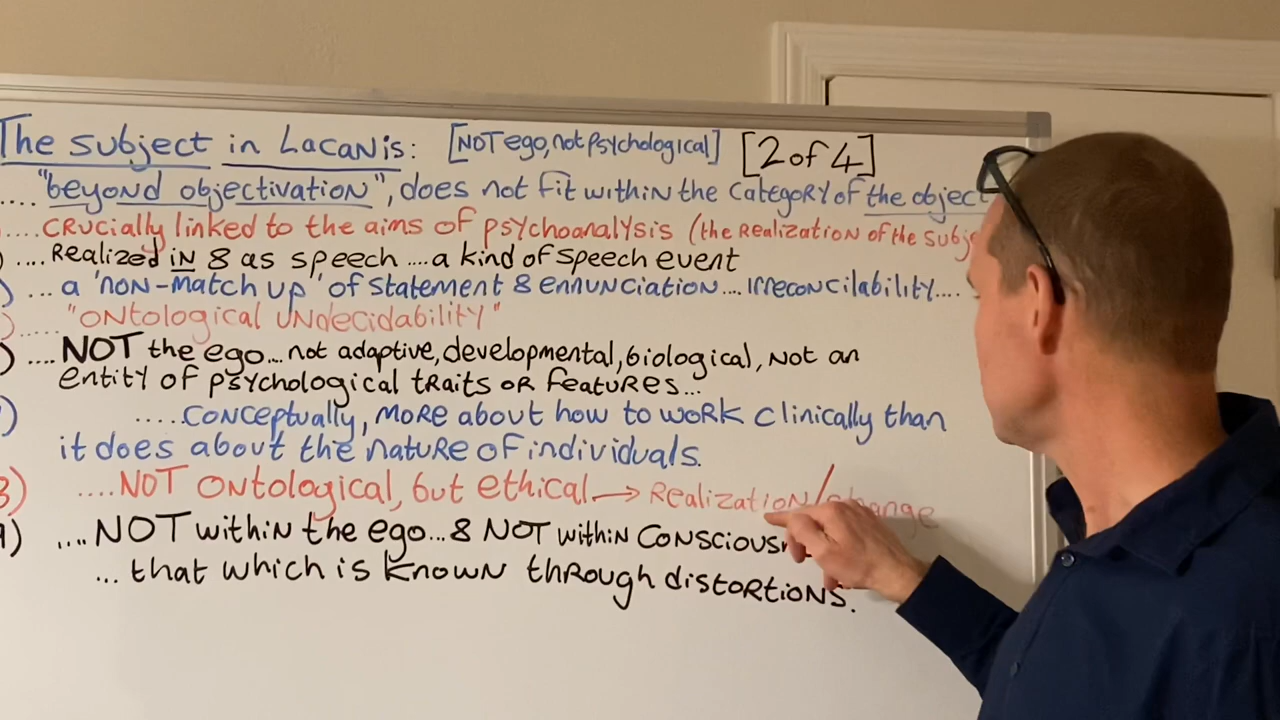 The subject in Lacan is: [NOT ego, not psychological] [2 of 4]
.... "beyond objectivation", does not fit within the category of the object
.... crucially linked to the aims of psychoanalysis (the realization of the subje
.... Realized in & as speech .... a kind of speech event
... a 'non-match up' of statement & ennunciation.... irreconcilability....
..... "ontological undecidability"
.... NOT the ego... not adaptive, developmental, biological, not an
entity of psychological traits or features...
..... conceptually, more about how to work clinically than
it does about the nature of individuals.
3) .... NOT ontological, but ethical → Realization/change
.... NOT within the ego... & NOT within consciousn
... that which is known through distortions.